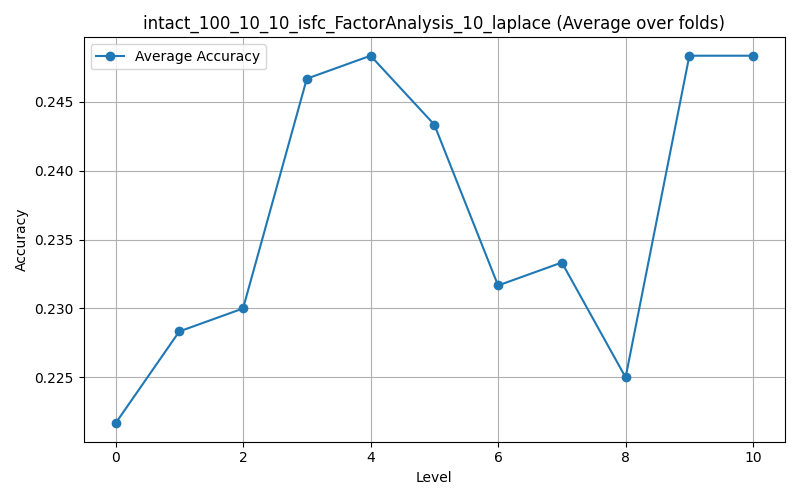 intact_100_10_10_isfc_FactorAnalysis_10_laplace (Average over folds)
Average Accuracy
0.245
0.240
0.235
0.230
0.225
Accuracy
0 2 4 6 8 10
Level